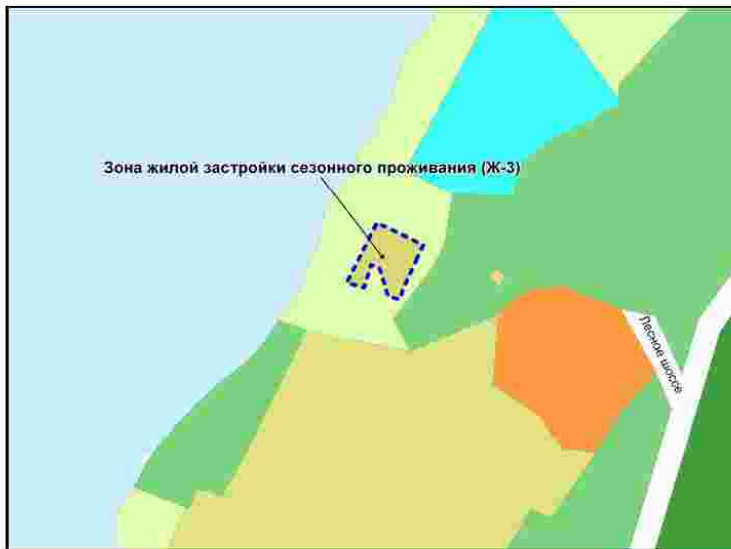 Зона жилой застройки сезонного проживания (Ж-3)
Лесное шоссе